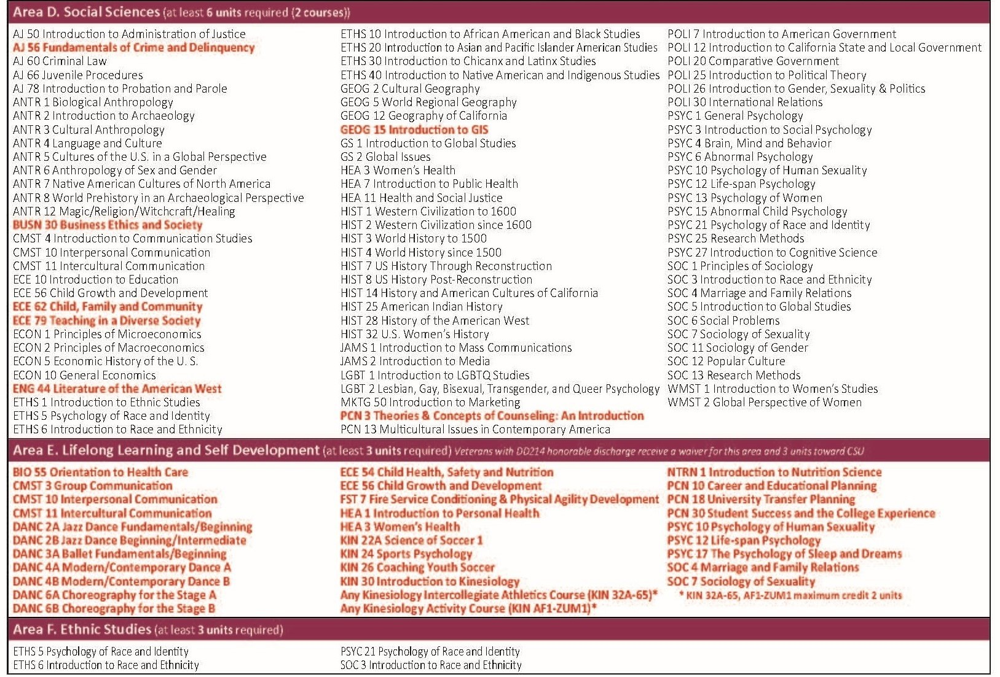 Area D. Social Sciences (at least 6 units required (2 courses))
AJ 50 Introduction to Administration of Justice
AJ 56 Fundamentals of Crime and Delinquency
AJ 60 Criminal Law
AJ 66 Juvenile Procedures
AJ 78 Introduction to Probation and Parole
ANTR 1 Biological Anthropology
ANTR 2 Introduction to Archaeology
ANTR 3 Cultural Anthropology
ANTR 4 Language and Culture
ANTR 5 Cultures of the U.S. in a Global Perspective
ANTR 6 Anthropology of Sex and Gender
ANTR 7 Native American Cultures of North America
ANTR 8 World Prehistory in an Archaeological Perspective
ANTR 12 Magic/Religion/Witchcraft/Healing
BUSN 30 Business Ethics and Society
CMST 4 Introduction to Communication Studies
CMST 10 Interpersonal Communication
CMST 11 Intercultural Communication
ECE 10 Introduction to Education
ECE 56 Child Growth and Development
ECE 62 Child, Family and Community
ECE 79 Teaching in a Diverse Society
ECON 1 Principles of Microeconomics
ECON 2 Principles of Macroeconomics
ECON 5 Economic History of the U. S.
ECON 10 General Economics
ENG 44 Literature of the American West
ETHS 1 Introduction to Ethnic Studies
ETHS 5 Psychology of Race and Identity
ETHS 6 Introduction to Race and Ethnicity
ETHS 10 Introduction to African American and Black Studies
ETHS 20 Introduction to Asian and Pacific Islander American Studies
ETHS 30 Introduction to Chicanx and Latinx Studies
ETHS 40 Introduction to Native American and Indigenous Studies
GEOG 2 Cultural Geography
GEOG 5 World Regional Geography
GEOG 12 Geography of California
GEOG 15 Introduction to GIS
GS 1 Introduction to Global Studies
GS 2 Global Issues
HEA 3 Women's Health
HEA 7 Introduction to Public Health
HEA 11 Health and Social Justice
HIST 1 Western Civilization to 1600
HIST 2 Western Civilization since 1600
HIST 3 World History to 1500
HIST 4 World History since 1500
HIST 7 US History Through Reconstruction
HIST 8 US History Post-Reconstruction
HIST 14 History and American Cultures of California
HIST 25 American Indian History
HIST 28 History of the American West
HIST 32 U.S. Women's History
JAMS 1 Introduction to Mass Communications
JAMS 2 Introduction to Media
LGBT 1 Introduction to LGBTQ Studies
LGBT 2 Lesbian, Gay, Bisexual, Transgender, and Queer Psychology
MKTG 50 Introduction to Marketing
PCN 3 Theories & Concepts of Counseling: An Introduction
PCN 13 Multicultural Issues in Contemporary America
POLI 7 Introduction to American Government
POLI 12 Introduction to California State and Local Government
POLI 20 Comparative Government
POLI 25 Introduction to Political Theory
POLI 26 Introduction to Gender, Sexuality & Politics
POLI 30 International Relations
PSYC 1 General Psychology
PSYC 3 Introduction to Social Psychology
PSYC 4 Brain, Mind and Behavior
PSYC 6 Abnormal Psychology
PSYC 10 Psychology of Human Sexuality
PSYC 12 Life-span Psychology
PSYC 13 Psychology of Women
PSYC 15 Abnormal Child Psychology
PSYC 21 Psychology of Race and Identity
PSYC 25 Research Methods
PSYC 27 Introduction to Cognitive Science
SOC 1 Principles of Sociology
SOC 3 Introduction to Race and Ethnicity
SOC 4 Marriage and Family Relations
SOC 5 Introduction to Global Studies
SOC 6 Social Problems
SOC 7 Sociology of Sexuality
SOC 11 Sociology of Gender
SOC 12 Popular Culture
SOC 13 Research Methods
WMST 1 Introduction to Women's Studies
WMST 2 Global Perspective of Women
Area E. Lifelong Learning and Self Development (at least 3 units required) Veterans with DD214 honorable discharge receive a waiver for this area and 3 units toward CSU
BIO 55 Orientation to Health Care
CMST 3 Group Communication
CMST 10 Interpersonal Communication
CMST 11 Intercultural Communication
DANC 2A Jazz Dance Fundamentals/Beginning
DANC 2B Jazz Dance Beginning/Intermediate
DANC 3A Ballet Fundamentals/Beginning
DANC 4A Modern/Contemporary Dance A
DANC 4B Modern/Contemporary Dance B
DANC 6A Choreography for the Stage A
DANC 6B Choreography for the Stage B
ECE 54 Child Health, Safety and Nutrition
ECE 56 Child Growth and Development
FST 7 Fire Service Conditioning & Physical Agility Development
HEA 1 Introduction to Personal Health
HEA 3 Women's Health
KIN 22A Science of Soccer 1
KIN 24 Sports Psychology
KIN 26 Coaching Youth Soccer
KIN 30 Introduction to Kinesiology
Any Kinesiology Intercollegiate Athletics Course (KIN 32A-65)*
Any Kinesiology Activity Course (KIN AF1-ZUM1)*
NTRN 1 Introduction to Nutrition Science
PCN 10 Career and Educational Planning
PCN 18 University Transfer Planning
PCN 30 Student Success and the College Experience
PSYC 10 Psychology of Human Sexuality
PSYC 12 Life-span Psychology
PSYC 17 The Psychology of Sleep and Dreams
SOC 4 Marriage and Family Relations
SOC 7 Sociology of Sexuality
* KIN 32A-65, AF1-ZUM1 maximum credit 2 units
Area F. Ethnic Studies (at least 3 units required)
ETHS 5 Psychology of Race and Identity
ETHS 6 Introduction to Race and Ethnicity
PSYC 21 Psychology of Race and Identity
SOC 3 Introduction to Race and Ethnicity